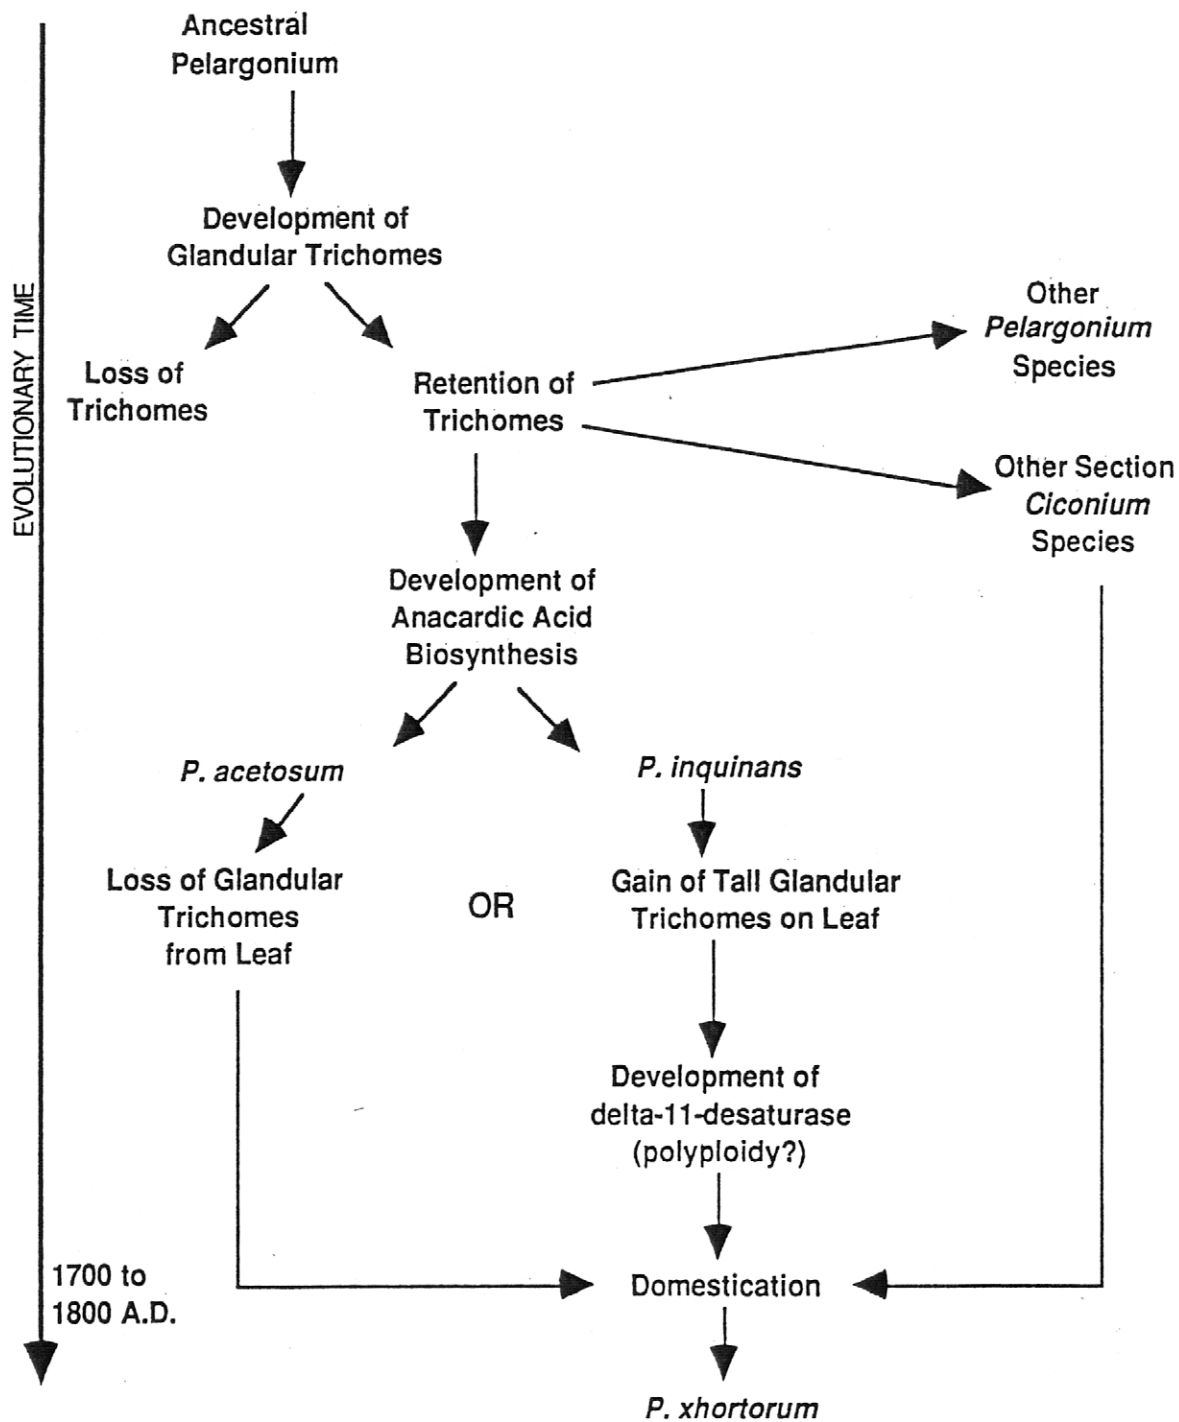 Ancestral
Pelargonium
Development of
Glandular Trichomes
EVOLUTIONARY TIME
Loss of
Trichomes
Retention of
Trichomes
Other
Pelargonium
Species
Other Section
Ciconium
Species
Development of
Anacardic Acid
Biosynthesis
P. acetosum
P. inquinans
Loss of Glandular
Trichomes
from Leaf
OR
Gain of Tall Glandular
Trichomes on Leaf
Development of
delta-11-desaturase
(polyploidy?)
1700 to
1800 A.D.
Domestication
P. xhortorum